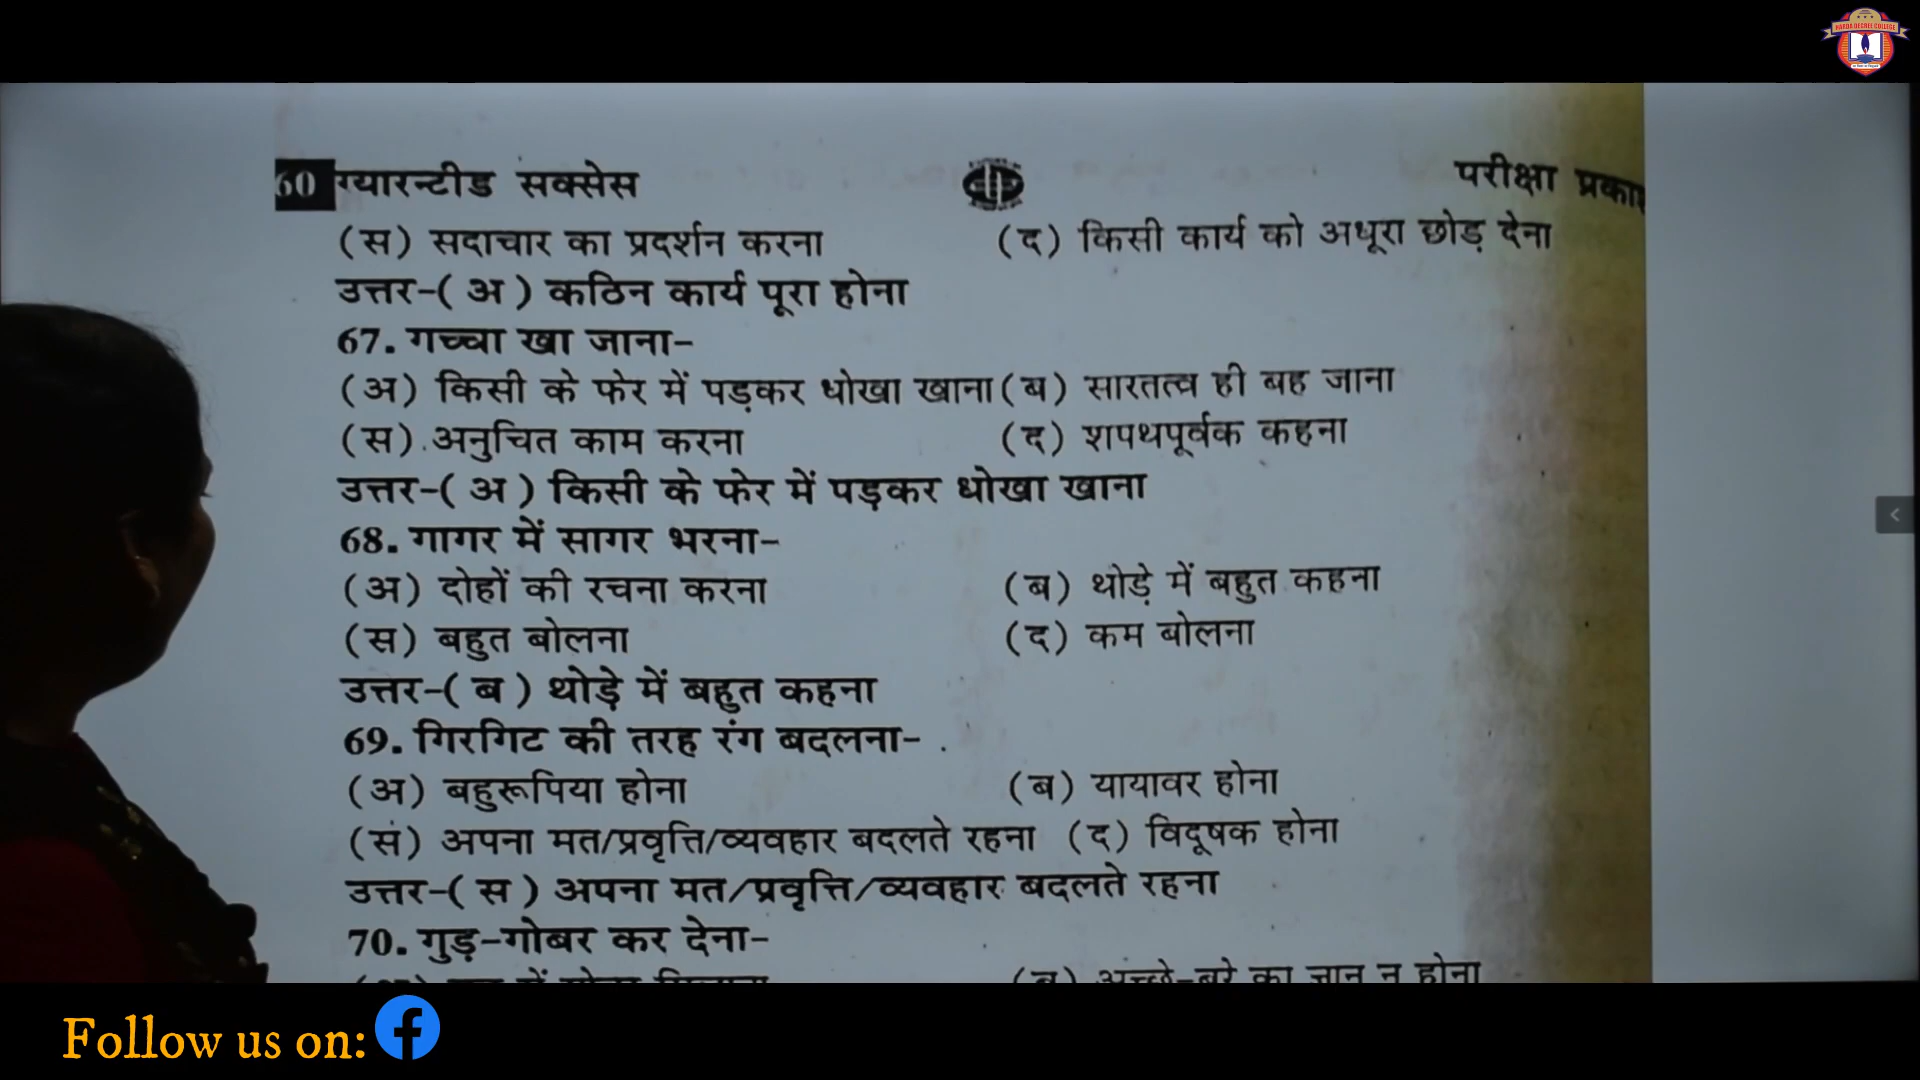 60 ग्यारन्टीड सक्सेस परीक्षा
(स) सदाचार का प्रदर्शन करना (द) किसी कार्य को अधूरा छोड़ देना
उत्तर-( अ ) कठिन कार्य पूरा होना
67. गच्चा खा जाना-
(अ) किसी के फेर में पड़कर धोखा खाना (ब) सारतत्व ही बह जाना
(स) अनुचित काम करना (द) शपथपूर्वक कहना
उत्तर-( अ ) किसी के फेर में पड़कर धोखा खाना
68. गागर में सागर भरना-
(अ) दोहों की रचना करना (ब) थोड़े में बहुत कहना
(स) बहुत बोलना (द) कम बोलना
उत्तर-( ब ) थोड़े में बहुत कहना
69. गिरगिट की तरह रंग बदलना-
(अ) बहुरूपिया होना (ब) यायावर होना
(स) अपना मत/प्रवृत्ति/व्यवहार बदलते रहना (द) विदूषक होना
उत्तर-( स ) अपना मत/प्रवृत्ति/व्यवहार बदलते रहना
70. गुड़-गोबर कर देना-
(ब) अच्छे-बुरे का ज्ञान न होना
Follow us on: